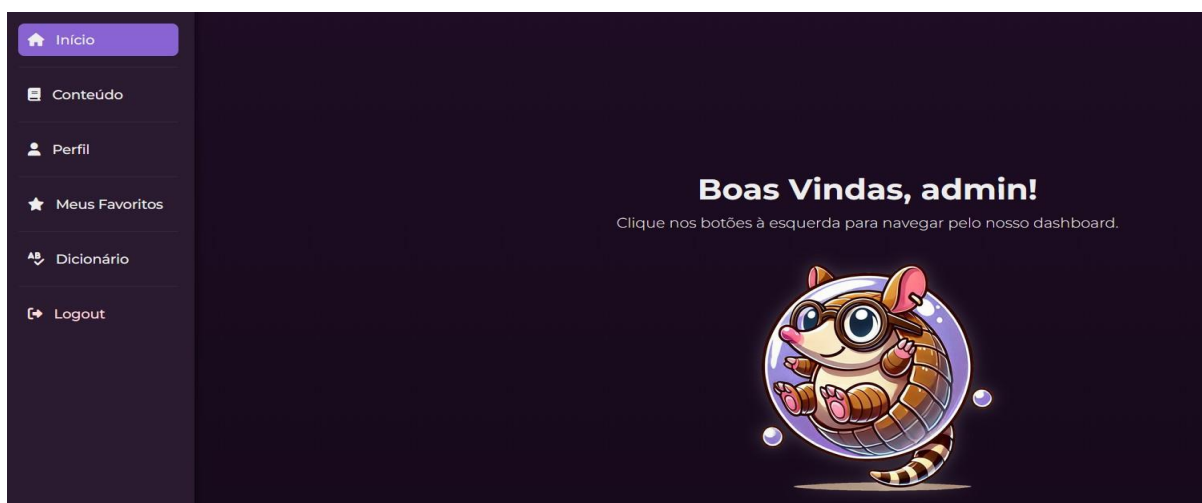 Início
Conteúdo
Perfil
Meus Favoritos
Dicionário
Logout
Boas Vindas, admin!
Clique nos botões à esquerda para navegar pelo nosso dashboard.